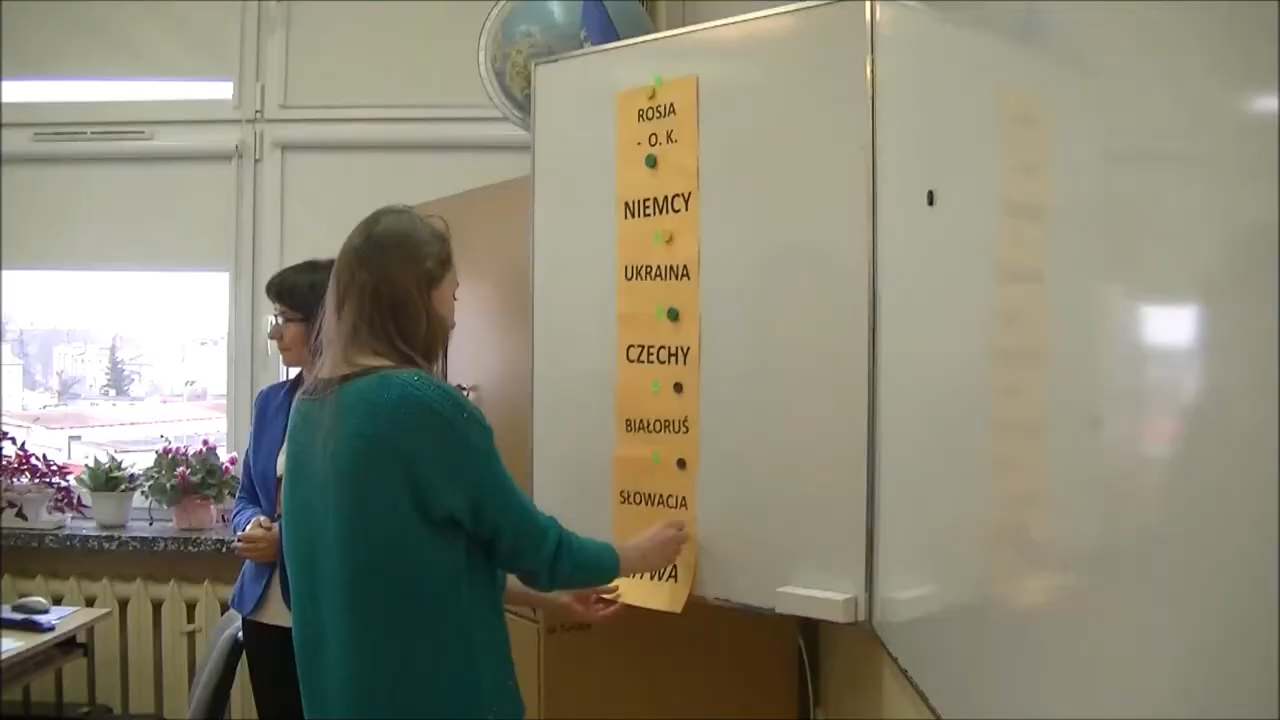 ROSJA
- O. K.
NIEMCY
UKRAINA
CZECHY
BIAŁORUŚ
SŁOWACJA